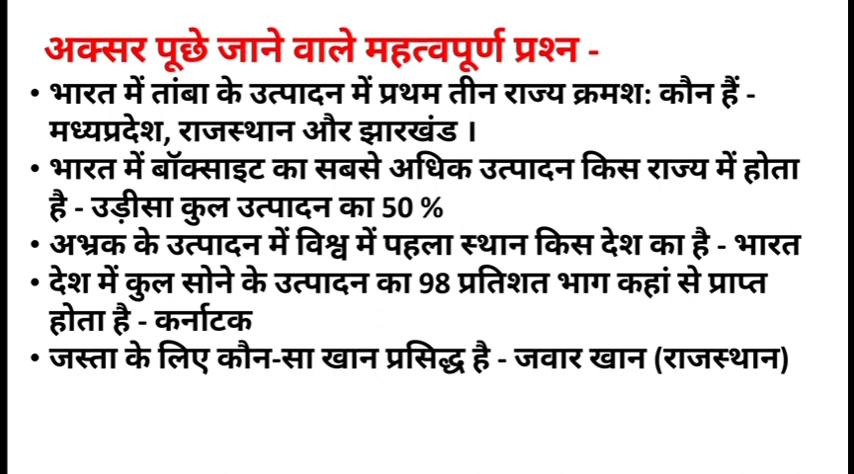 अक्सर पूछे जाने वाले महत्वपूर्ण प्रश्न -
• भारत में तांबा के उत्पादन में प्रथम तीन राज्य क्रमश: कौन हैं -
मध्यप्रदेश, राजस्थान और झारखंड ।
• भारत में बॉक्साइट का सबसे अधिक उत्पादन किस राज्य में होता
है - उड़ीसा कुल उत्पादन का 50 %
• अभ्रक के उत्पादन में विश्व में पहला स्थान किस देश का है - भारत
• देश में कुल सोने के उत्पादन का 98 प्रतिशत भाग कहां से प्राप्त
होता है - कर्नाटक
• जस्ता के लिए कौन-सा खान प्रसिद्ध है - जवार खान (राजस्थान)